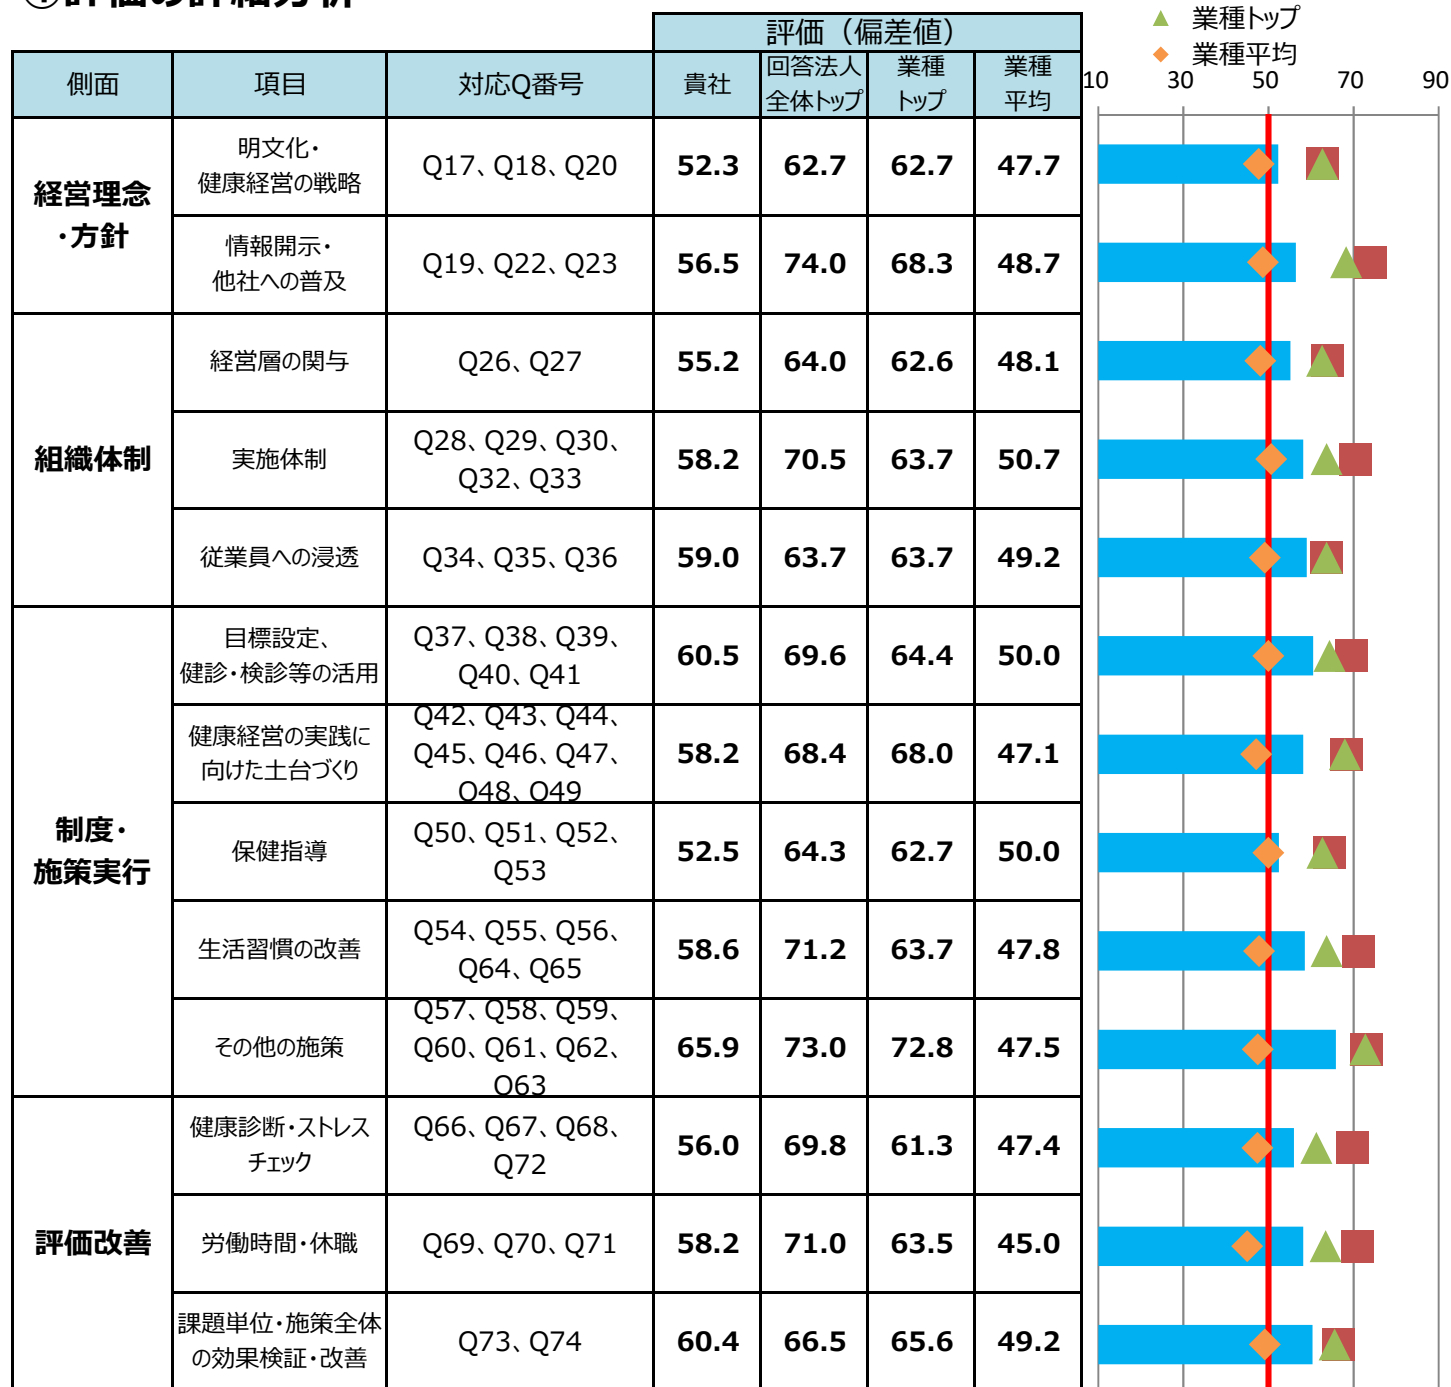 ①評価の詳細分析
業種トップ
業種平均
評価（偏差値）
側面 項目 対応Q番号 貴社 回答法人 業種 業種
全体トップ トップ 平均
10 30 50 70 90
経営理念
・方針
明文化・
健康経営の戦略
Q17、Q18、Q20 52.3 62.7 62.7 47.7
情報開示・
他社への普及
Q19、Q22、Q23 56.5 74.0 68.3 48.7
組織体制
経営層の関与 Q26、Q27 55.2 64.0 62.6 48.1
実施体制
Q28、Q29、Q30、
Q32、Q33
58.2 70.5 63.7 50.7
従業員への浸透 Q34、Q35、Q36 59.0 63.7 63.7 49.2
制度・
施策実行
目標設定、
健診・検診等の活用
Q37、Q38、Q39、
Q40、Q41
60.5 69.6 64.4 50.0
健康経営の実践に
向けた土台づくり
Q42、Q43、Q44、
Q45、Q46、Q47、
Q48、Q49
58.2 68.4 68.0 47.1
保健指導
Q50、Q51、Q52、
Q53
52.5 64.3 62.7 50.0
生活習慣の改善
Q54、Q55、Q56、
Q64、Q65
58.6 71.2 63.7 47.8
その他の施策
Q57、Q58、Q59、
Q60、Q61、Q62、
Q63
65.9 73.0 72.8 47.5
評価改善
健康診断・ストレス
チェック
Q66、Q67、Q68、
Q72
56.0 69.8 61.3 47.4
労働時間・休職 Q69、Q70、Q71 58.2 71.0 63.5 45.0
課題単位・施策全体
の効果検証・改善
Q73、Q74 60.4 66.5 65.6 49.2